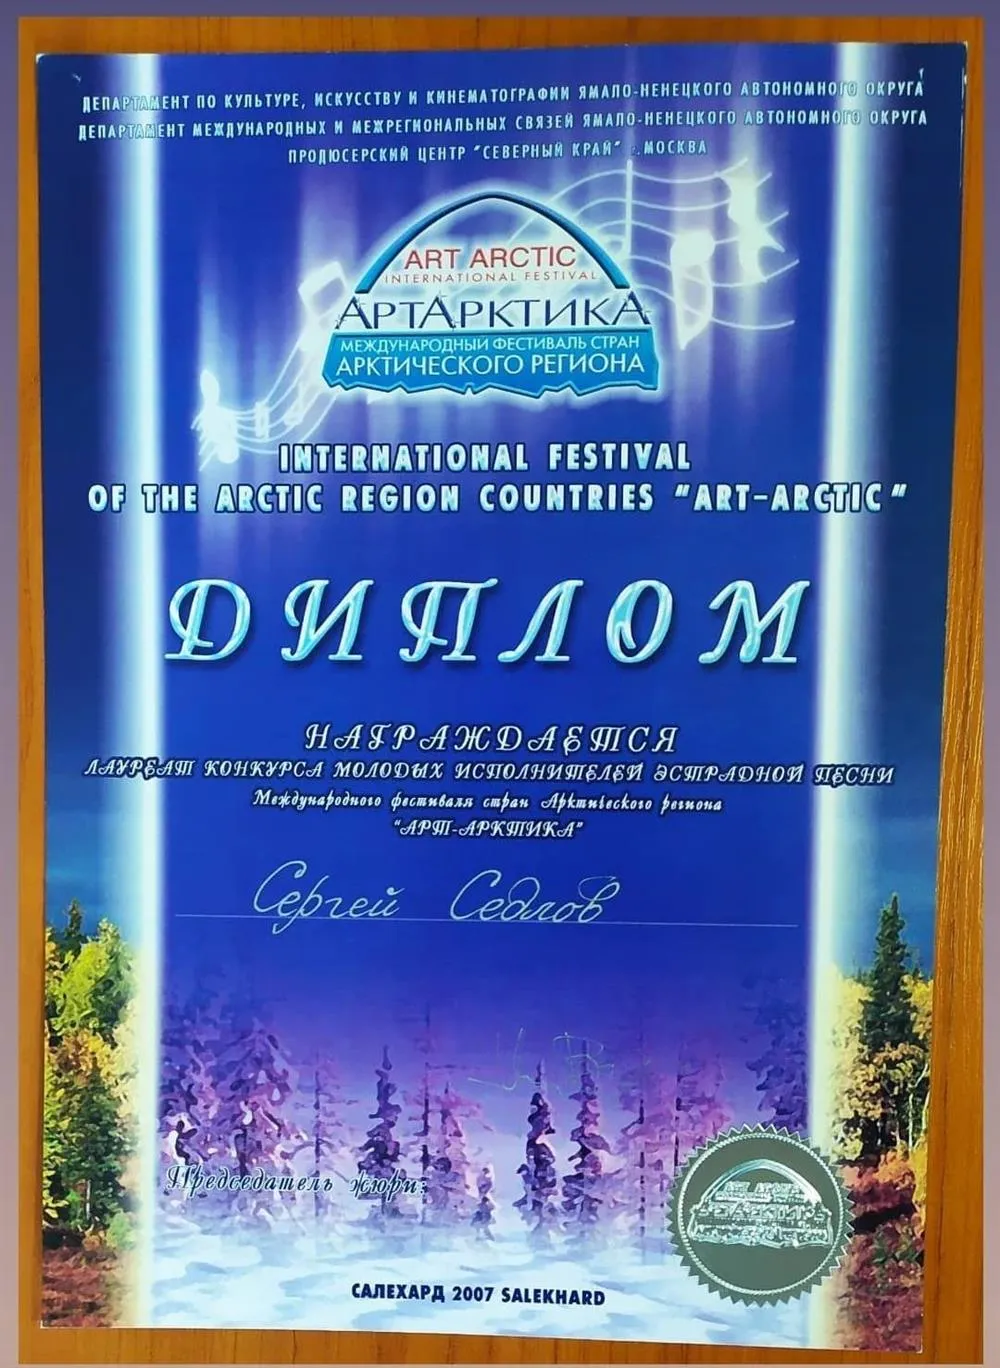 ДЕПАРТАМЕНТ ПО КУЛЬТУРЕ, ИСКУССТВУ И КИНЕМАТОГРАФИИ ЯМАЛО-НЕНЕЦКОГО АВТОНОМНОГО ОКРУГА
ДЕПАРТАМЕНТ МЕЖДУНАРОДНЫХ И МЕЖРЕГИОНАЛЬНЫХ СВЯЗЕЙ ЯМАЛО-НЕНЕЦКОГО АВТОНОМНОГО ОКРУГА
ПРОДЮСЕРСКИЙ ЦЕНТР "СЕВЕРНЫЙ КРАЙ" г.МОСКВА
ART ARCTIC
INTERNATIONAL FESTIVAL
АРТАРКТИКА
МЕЖДУНАРОДНЫЙ ФЕСТИВАЛЬ СТРАН
АРКТИЧЕСКОГО РЕГИОНА
INTERNATIONAL FESTIVAL
OF THE ARCTIC REGION COUNTRIES "ART-ARCTIC"
ДИПЛОМ
НАГРАЖДАЕТСЯ
ЛАУРЕАТ КОНКУРСА МОЛОДЫХ ИСПОЛНИТЕЛЕЙ ЭСТРАДНОЙ ПЕСНИ
Международного фестиваля стран Арктического региона
"АРТ-АРКТИКА"
Сергей Седлов
Председатель жюри:
САЛЕХАРД 2007 SALEKHARD